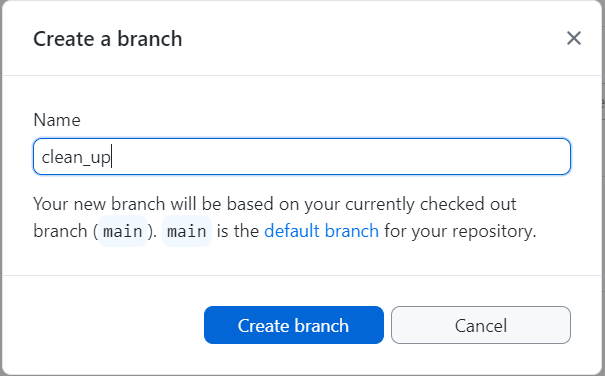 Create a branch
Name
clean_up
Your new branch will be based on your currently checked out
branch (main). main is the default branch for your repository.
Create branch
Cancel